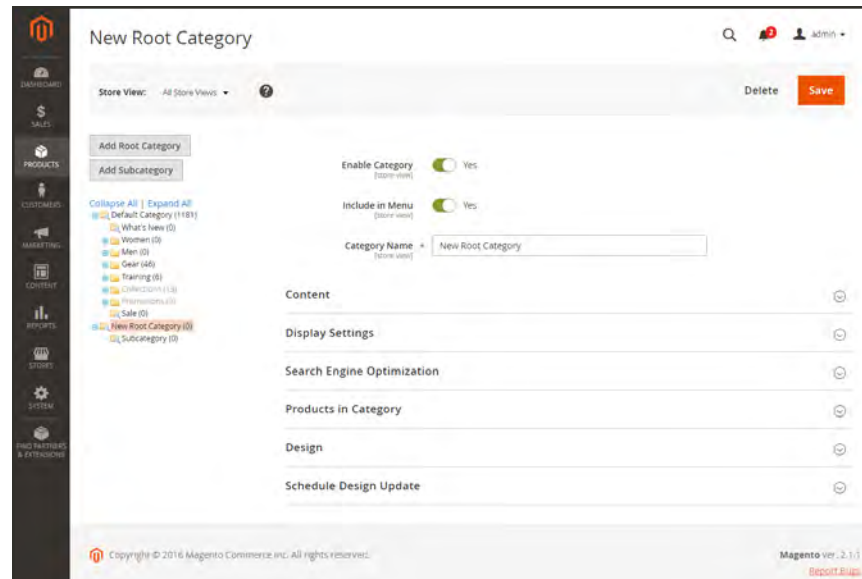 New Root Category
2
admin
DASHBOARD
SALES
PRODUCTS
CUSTOMERS
MARKETING
CONTENT
REPORTS
STORES
SYSTEM
FIND PARTNERS
& EXTENSIONS
Store View: All Store Views
?
Delete
Save
Add Root Category
Add Subcategory
Collapse All | Expand All
Default Category (1181)
What's New (0)
Women (0)
Men (0)
Gear (46)
Training (6)
Collections (13)
Promotions
Sale (0)
New Root Category (0)
Subcategory (0)
Enable Category
[store view]
Yes
Include in Menu
[store view]
Yes
Category Name *
[store view]
New Root Category
Content
Display Settings
Search Engine Optimization
Products in Category
Design
Schedule Design Update
Copyright © 2016 Magento Commerce Inc. All rights reserved.
Magento ver. 2.1.1
Report Bugs